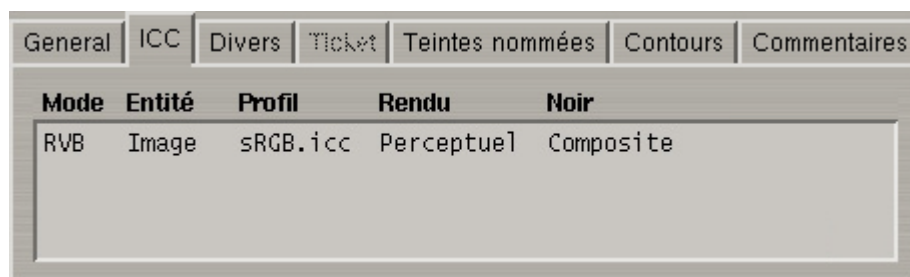 General ICC Divers Ticket Teintes nommées Contours Commentaires
Mode Entité Profil Rendu Noir
RVB Image sRGB.icc Perceptuel Composite